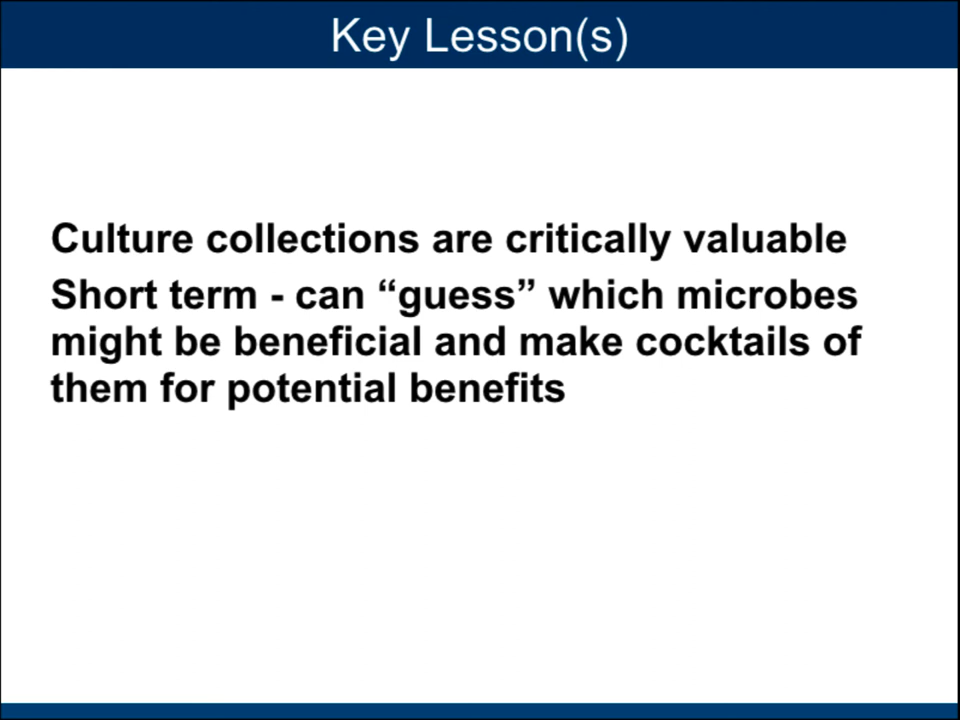 Key Lesson(s)
Culture collections are critically valuable
Short term - can “guess” which microbes
might be beneficial and make cocktails of
them for potential benefits